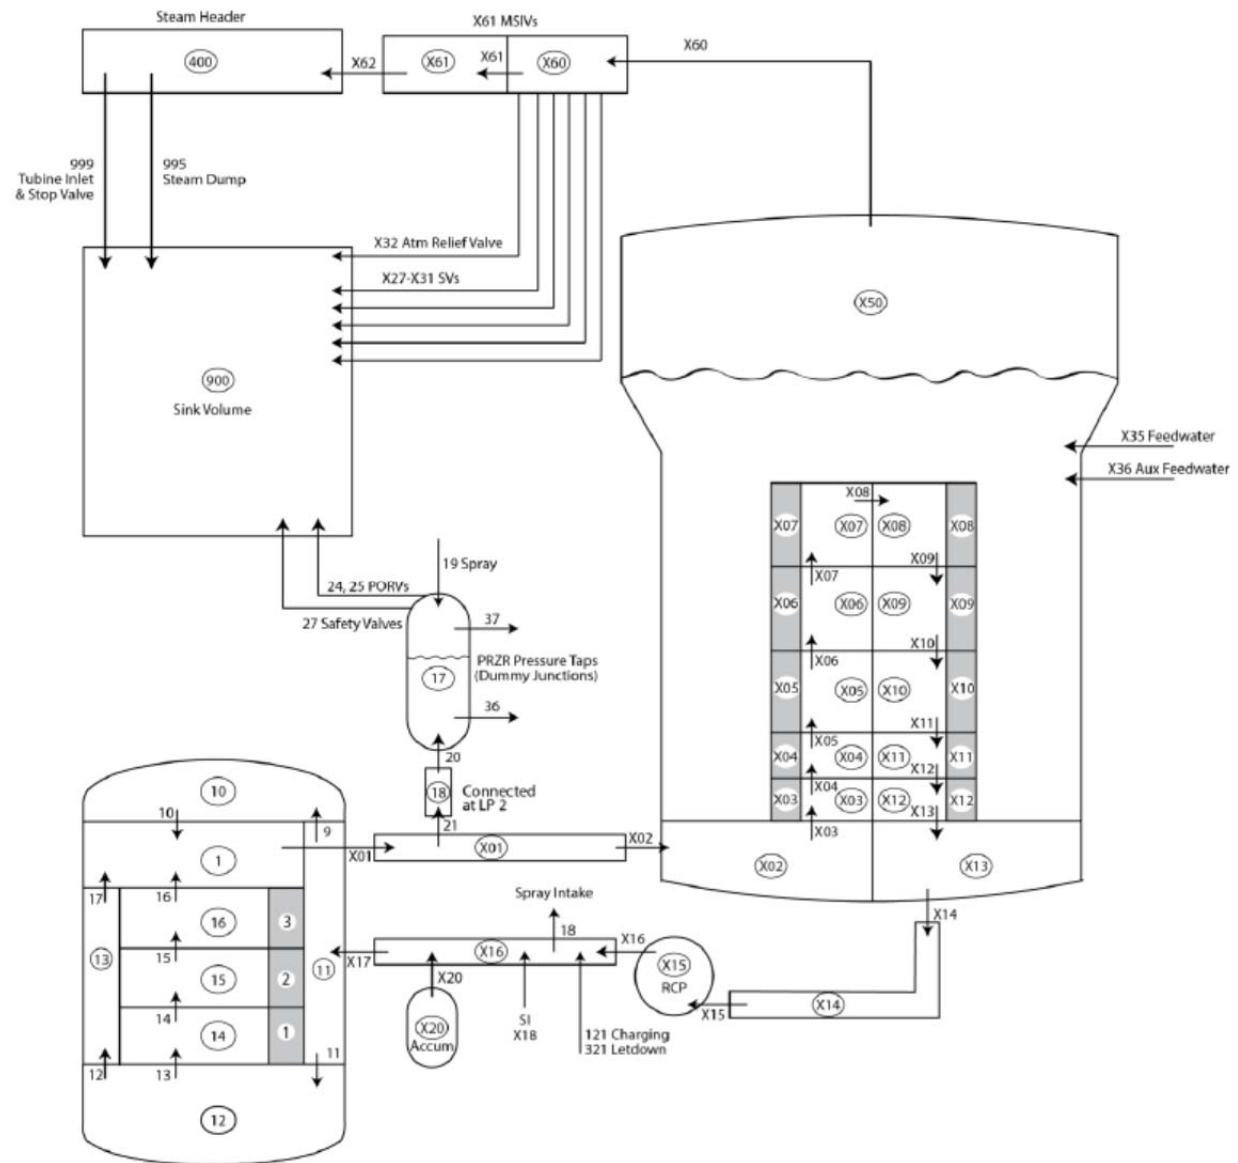 Steam Header
X61 MSIVs
400
X62
X61
X61
X60
X60
999
Tubine Inlet
& Stop Valve
995
Steam Dump
X32 Atm Relief Valve
X27-X31 SVs
900
Sink Volume
X50
X35 Feedwater
X36 Aux Feedwater
24, 25 PORVs
27 Safety Valves
19 Spray
37
PRZR Pressure Taps
(Dummy Junctions)
17
36
20
18
Connected
at LP 2
21
X08
X07
X07
X08
X08
X07
X09
X06
X06
X09
X09
X06
X10
X05
X05
X10
X10
X05
X11
X04
X04
X11
X11
X04
X12
X03
X03
X12
X12
X03
X13
X02
X13
10
10
9
1
X01
X01
X02
17
16
16
3
13
15
15
2
11
14
14
1
12
13
11
12
Spray Intake
18
X17
X16
X16
X15
RCP
X14
X15
X14
X20
X20
Accum
SI
X18
121 Charging
321 Letdown